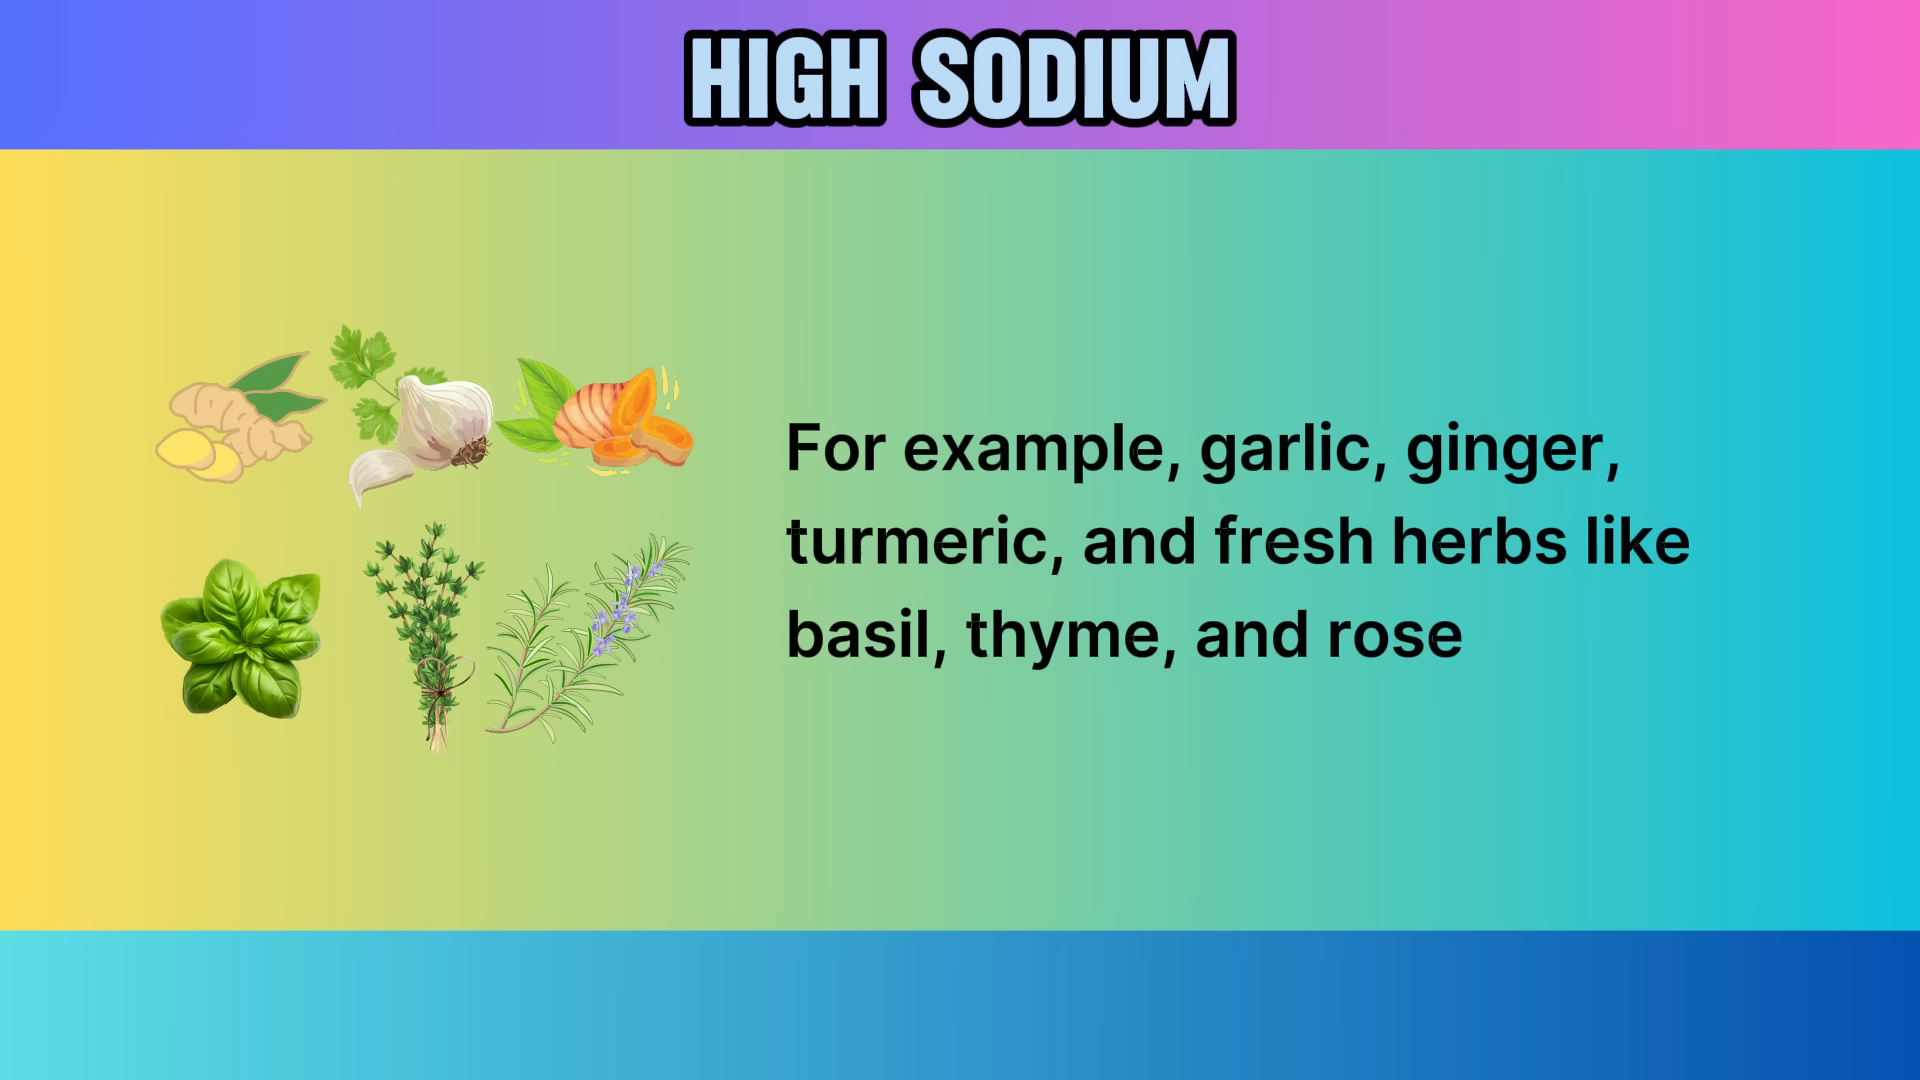 HIGH SODIUM
For example, garlic, ginger,
turmeric, and fresh herbs like
basil, thyme, and rose